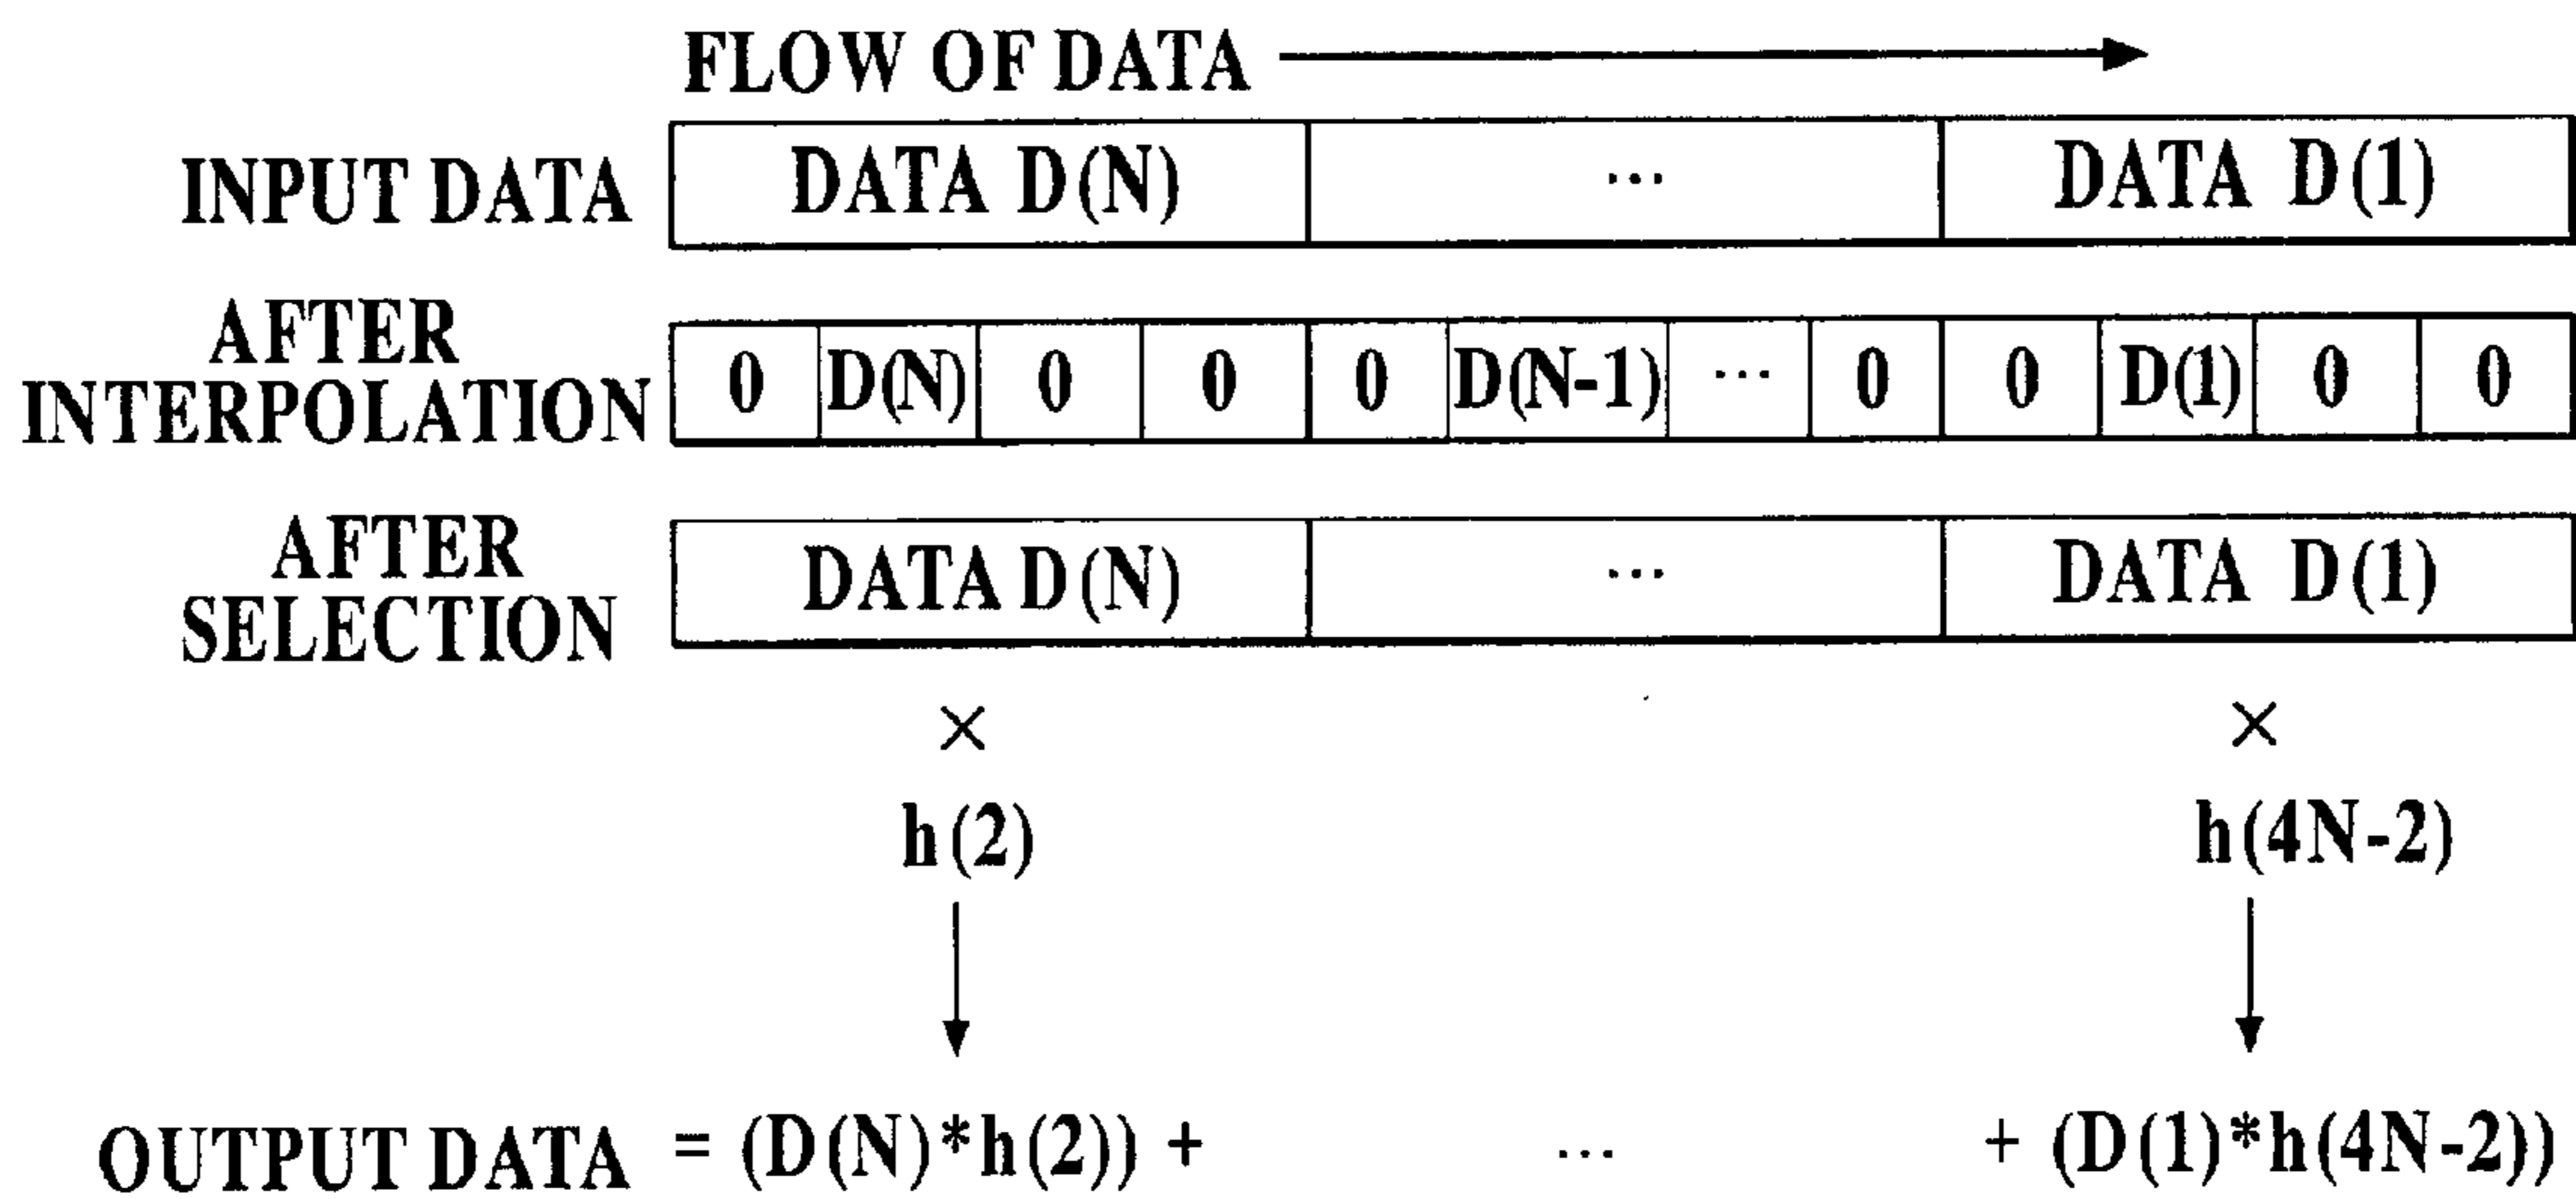 FLOW OF DATA
INPUT DATA DATA D(N) ... DATA D(1)
AFTER
INTERPOLATION 0 D(N) 0 0 0 D(N-1) ... 0 0 D(1) 0 0
AFTER
SELECTION DATA D(N) ... DATA D(1)
× ×
h(2) h(4N-2)
OUTPUT DATA = (D(N)*h(2)) + ... + (D(1)*h(4N-2))